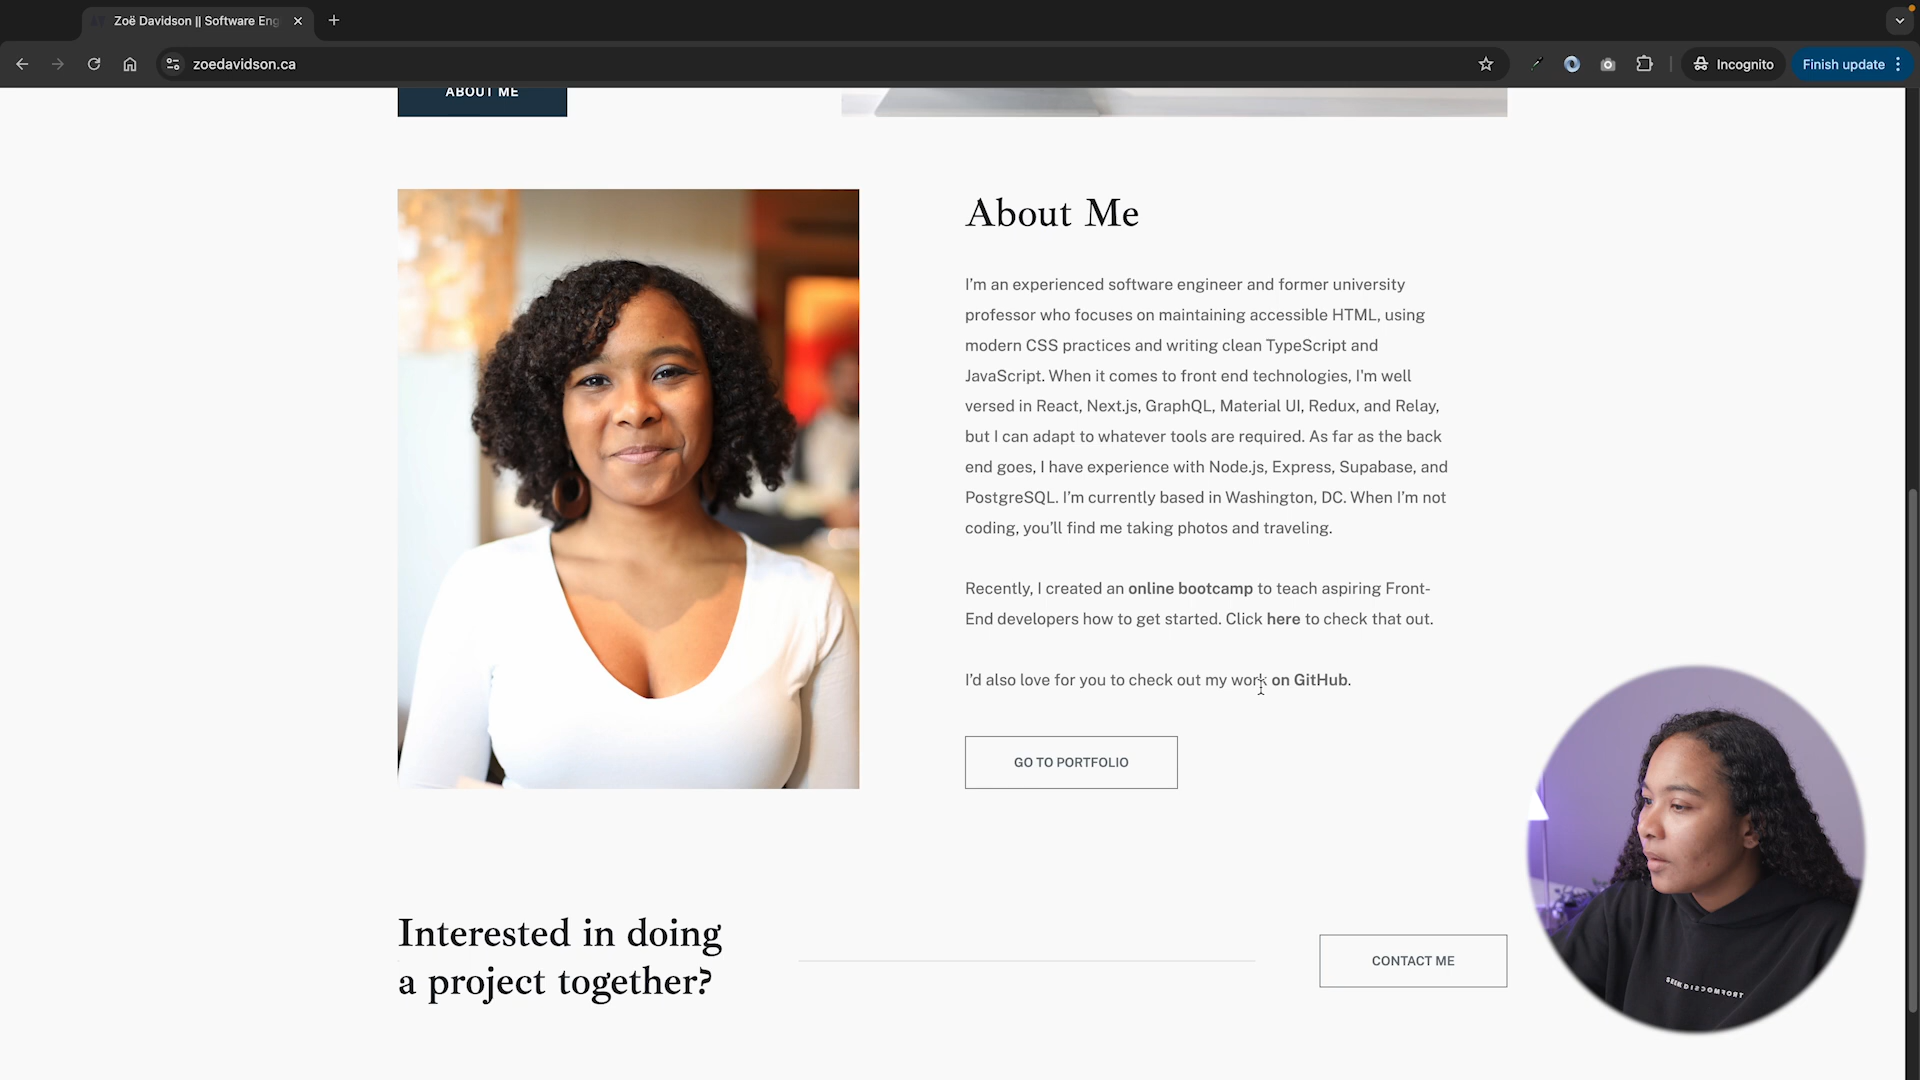 Zoë Davidson || Software Eng
zoedavidson.ca
Incognito
Finish update
ABOUT ME
About Me
I’m an experienced software engineer and former university
professor who focuses on maintaining accessible HTML, using
modern CSS practices and writing clean TypeScript and
JavaScript. When it comes to front end technologies, I'm well
versed in React, Next.js, GraphQL, Material UI, Redux, and Relay,
but I can adapt to whatever tools are required. As far as the back
end goes, I have experience with Node.js, Express, Supabase, and
PostgreSQL. I’m currently based in Washington, DC. When I’m not
coding, you’ll find me taking photos and traveling.
Recently, I created an online bootcamp to teach aspiring Front-
End developers how to get started. Click here to check that out.
I’d also love for you to check out my work on GitHub.
GO TO PORTFOLIO
Interested in doing
a project together?
CONTACT ME